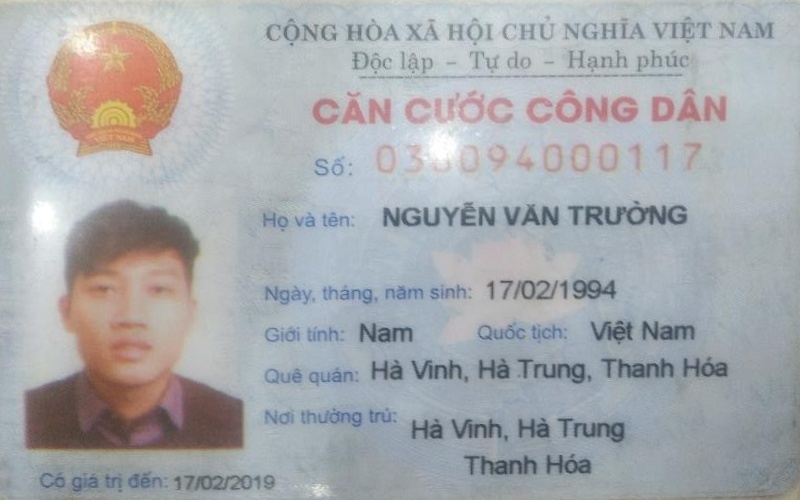 CỘNG HÒA XÃ HỘI CHỦ NGHĨA VIỆT NAM
Độc lập - Tự do - Hạnh phúc
CĂN CƯỚC CÔNG DÂN
Số:
Họ và tên: NGUYỄN VĂN TRƯỜNG
Ngày, tháng, năm sinh: 17/02/1994
Giới tính: Nam Quốc tịch: Việt Nam
Quê quán: Hà Vinh, Hà Trung, Thanh Hóa
Nơi thường trú: Hà Vinh, Hà Trung
Thanh Hóa
Có giá trị đến: 17/02/2019